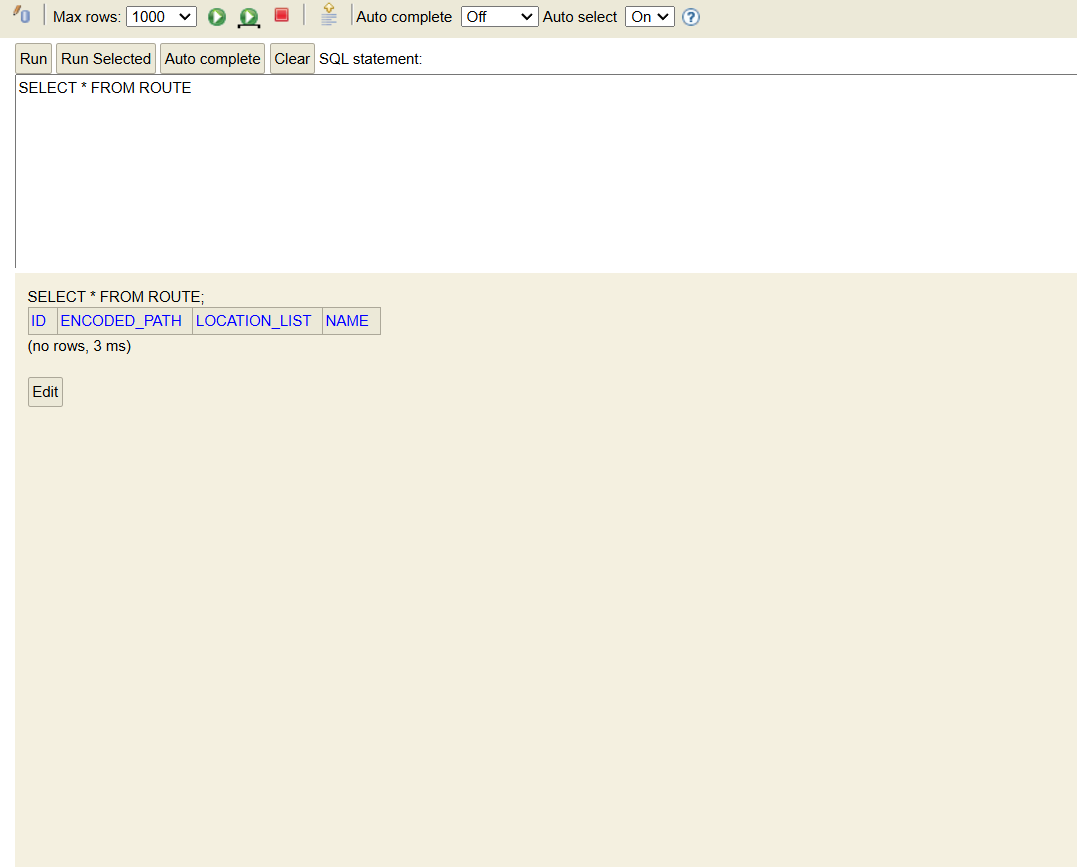 Max rows: 1000 Auto complete Off Auto select On ?
Run Run Selected Auto complete Clear SQL statement:
SELECT * FROM ROUTE
SELECT * FROM ROUTE;
ID ENCODED_PATH LOCATION_LIST NAME
(no rows, 3 ms)
Edit